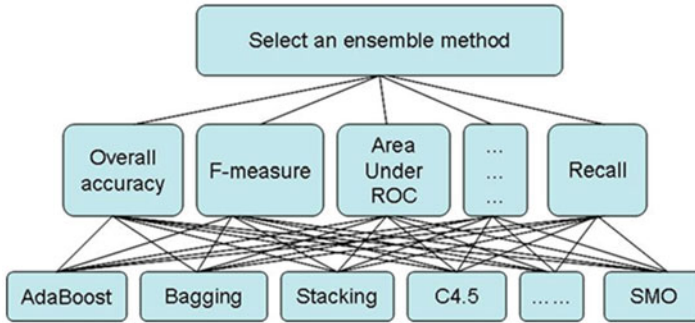 Select an ensemble method
Overall
accuracy
F-measure
Area
Under
ROC
...
...
...
Recall
AdaBoost
Bagging
Stacking
C4.5
... ...
SMO